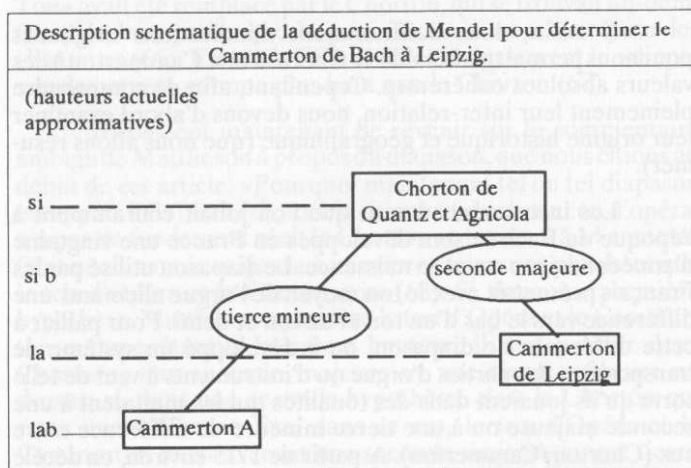 Description schématique de la déduction de Mendel pour déterminer le
Cammerton de Bach à Leipzig.
(hauteurs actuelles
approximatives)
si
Chorton de
Quantz et Agricola
si b
seconde majeure
tierce mineure
la
Cammerton
de Leipzig
lab
Cammerton A